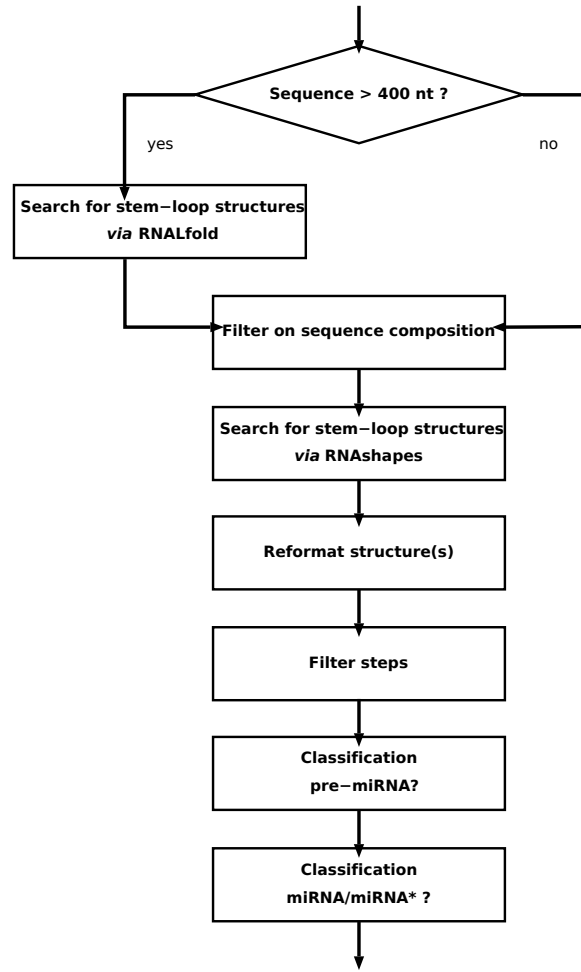 Sequence > 400 nt ?
yes
no
Search for stem−loop structures
via RNALfold
Filter on sequence composition
Search for stem−loop structures
via RNAshapes
Reformat structure(s)
Filter steps
Classification
pre−miRNA?
Classification
miRNA/miRNA* ?